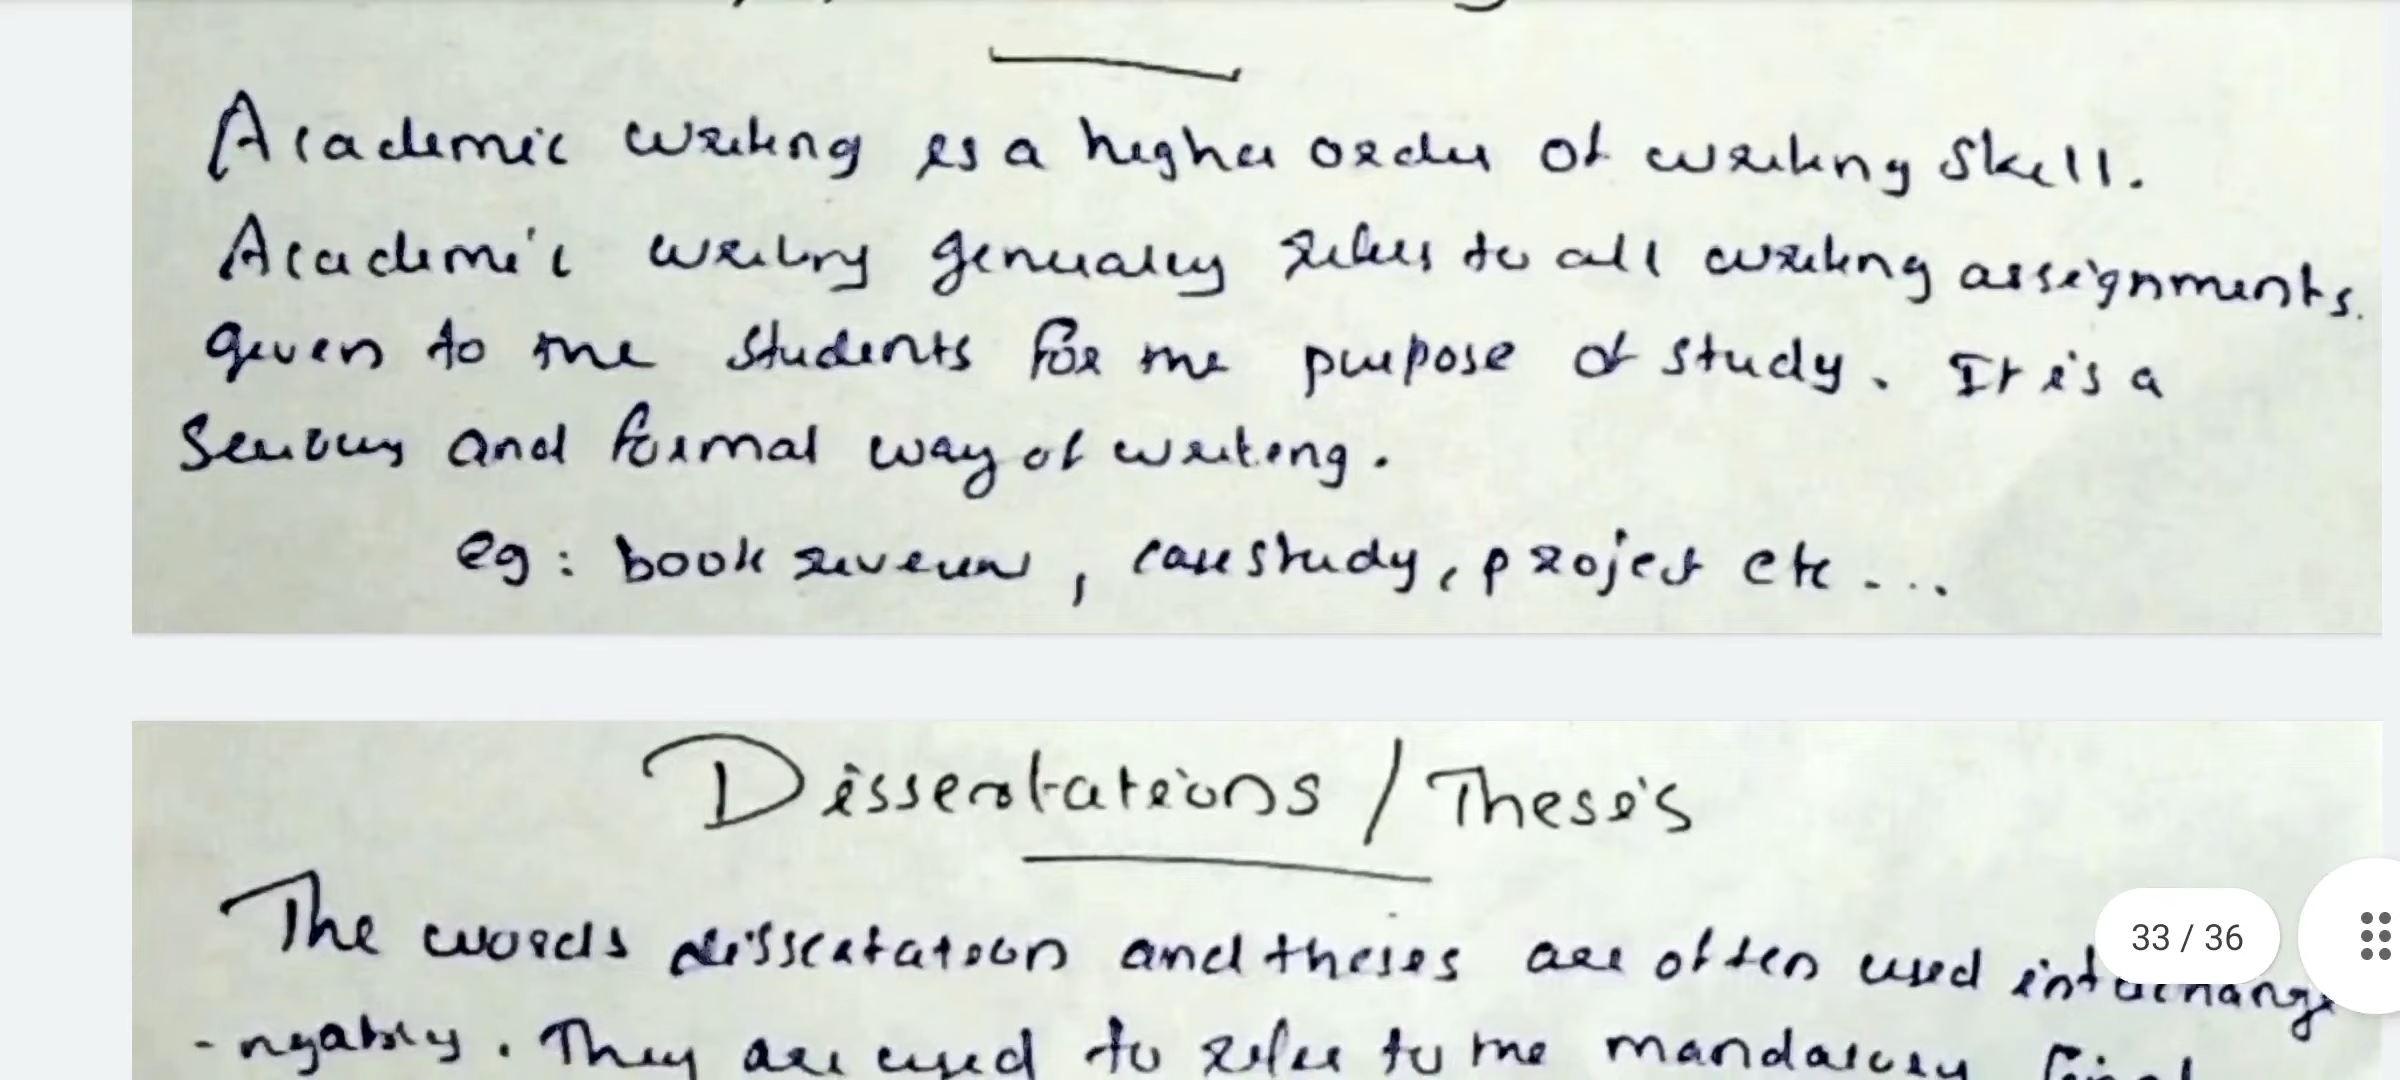 Academic writing is a higher order of writing skill.
Academic writing generally refers to all writing assignments.
given to the students for the purpose of study. It is a
Serious and formal way of writing.
eg: book review, case study, project etc...
Dissertations / Thesis
The words dissertation and theses are often used interchange
33 / 36
-ngably. They are used to refer to the mandatory final